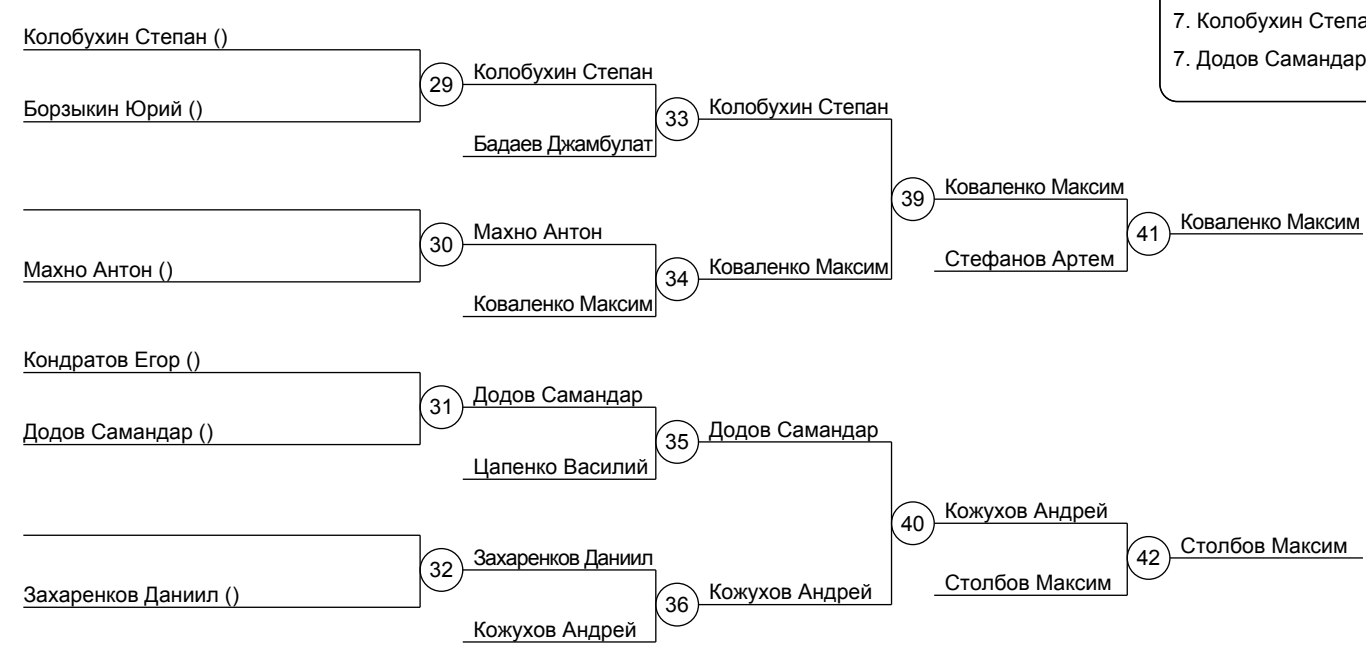 7. Колобухин Степа
Колобухин Степан ()
7. Додов Самандар
29
Колобухин Степан
Борзыкин Юрий ()
33
Колобухин Степан
Бадаев Джамбулат
39
Коваленко Максим
30
Махно Антон
41
Коваленко Максим
Махно Антон ()
34
Коваленко Максим
Стефанов Артем
Коваленко Максим
Кондратов Егор ()
31
Додов Самандар
Додов Самандар ()
35
Додов Самандар
Цапенко Василий
40
Кожухов Андрей
32
Захаренков Даниил
42
Столбов Максим
Захаренков Даниил ()
36
Кожухов Андрей
Столбов Максим
Кожухов Андрей